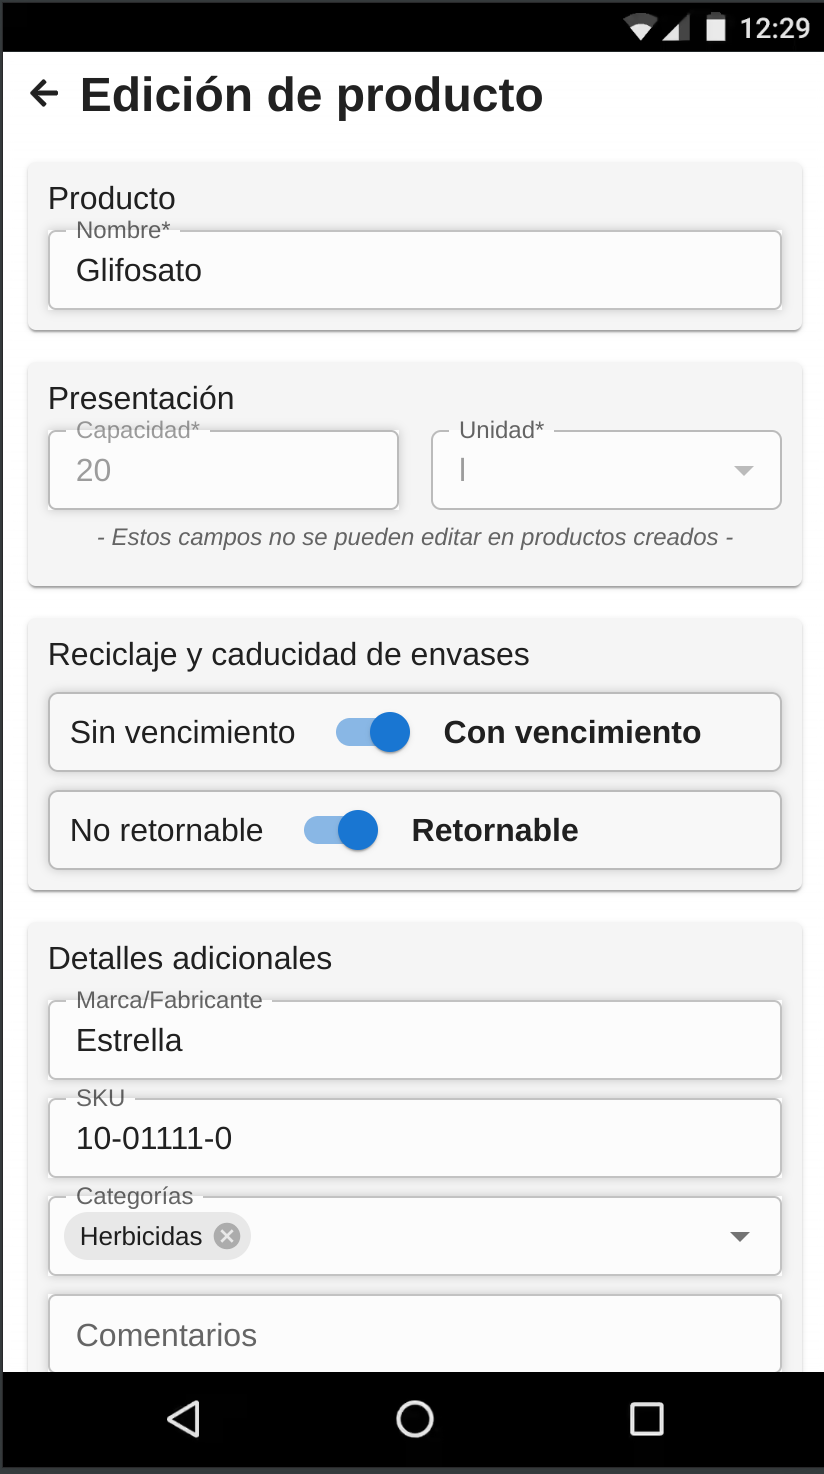 12:29
Edición de producto
Producto
Nombre*
Glifosato
Presentación
Capacidad* Unidad*
20 l
- Estos campos no se pueden editar en productos creados -
Reciclaje y caducidad de envases
Sin vencimiento Con vencimiento
No retornable Retornable
Detalles adicionales
Marca/Fabricante
Estrella
SKU
10-01111-0
Categorías
Herbicidas
Comentarios